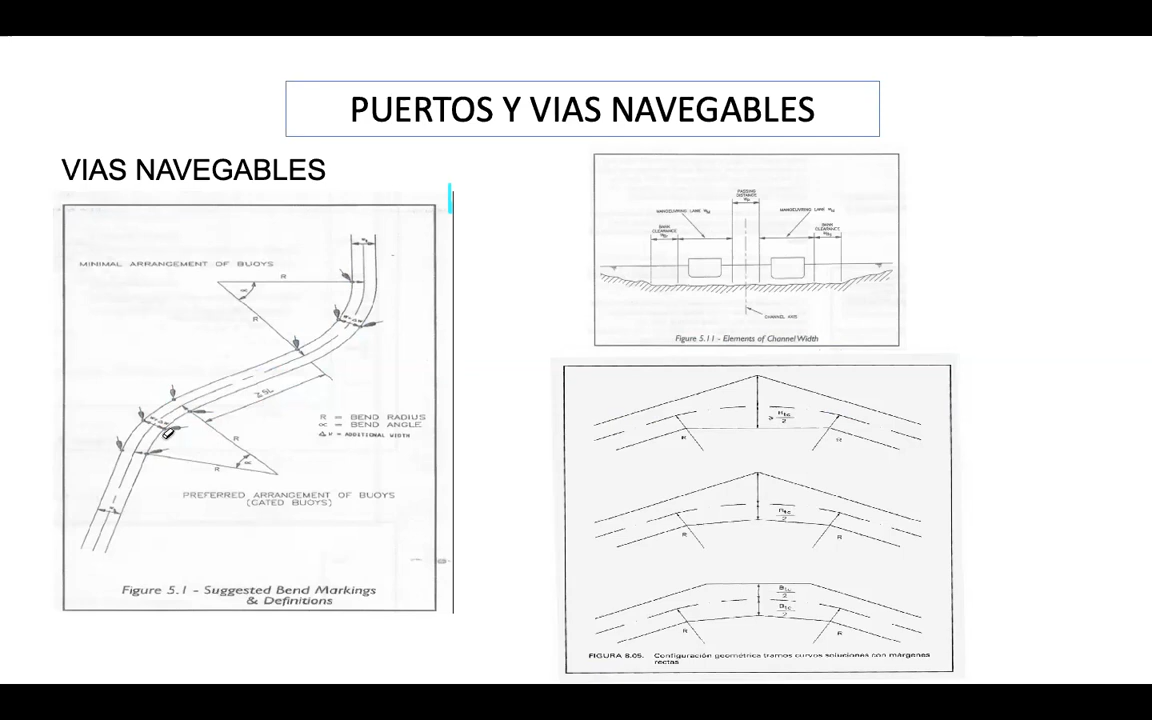 PUERTOS Y VIAS NAVEGABLES
VIAS NAVEGABLES
MINIMAL ARRANGEMENT OF BUOYS
R
∝
R
R = BEND RADIUS
∝ = BEND ANGLE
Δ W = ADDITIONAL WIDTH
R
∝
R
PREFERRED ARRANGEMENT OF BUOYS
(CATED BUOYS)
Figure 5.1 - Suggested Bend Markings
& Definitions
PASSING
DISTANCE
MANOEUVRING LANE
MANOEUVRING LANE
BANK
CLEARANCE
BANK
CLEARANCE
CHANNEL AXIS
Figure 5.11 - Elements of Channel Width
R
R
R
R
R
R
FIGURA 8.05. Configuración geométrica tramos curvos soluciones con márgenes
rectas